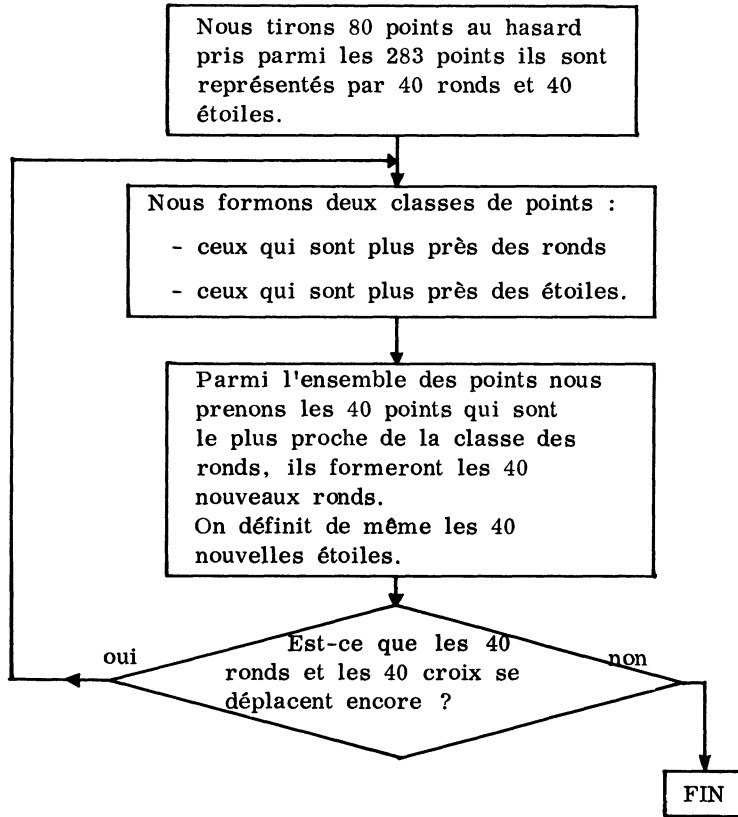 Nous tirons 80 points au hasard
pris parmi les 283 points ils sont
représentés par 40 ronds et 40
étoiles.
Nous formons deux classes de points :
- ceux qui sont plus près des ronds
- ceux qui sont plus près des étoiles.
Parmi l'ensemble des points nous
prenons les 40 points qui sont
le plus proche de la classe des
ronds, ils formeront les 40
nouveaux ronds.
On définit de même les 40
nouvelles étoiles.
Est-ce que les 40
ronds et les 40 croix se
déplacent encore ?
oui
non
FIN